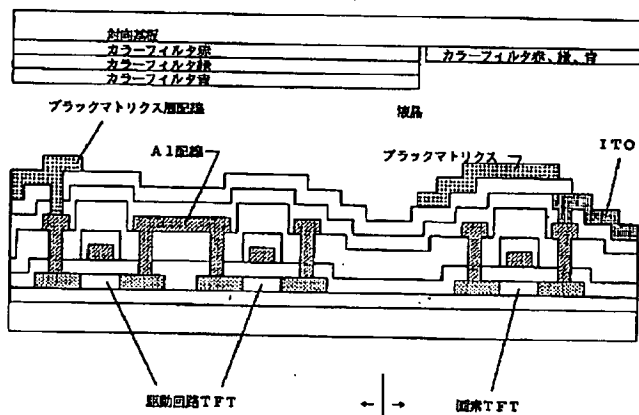 対向基板
カラーフィルタ赤
カラーフィルタ緑
カラーフィルタ青
カラーフィルタ赤、緑、青
ブラックマトリクス層配線
液晶
Al配線
ブラックマトリクス
ITO
駆動回路TFT
←
→
画素TFT